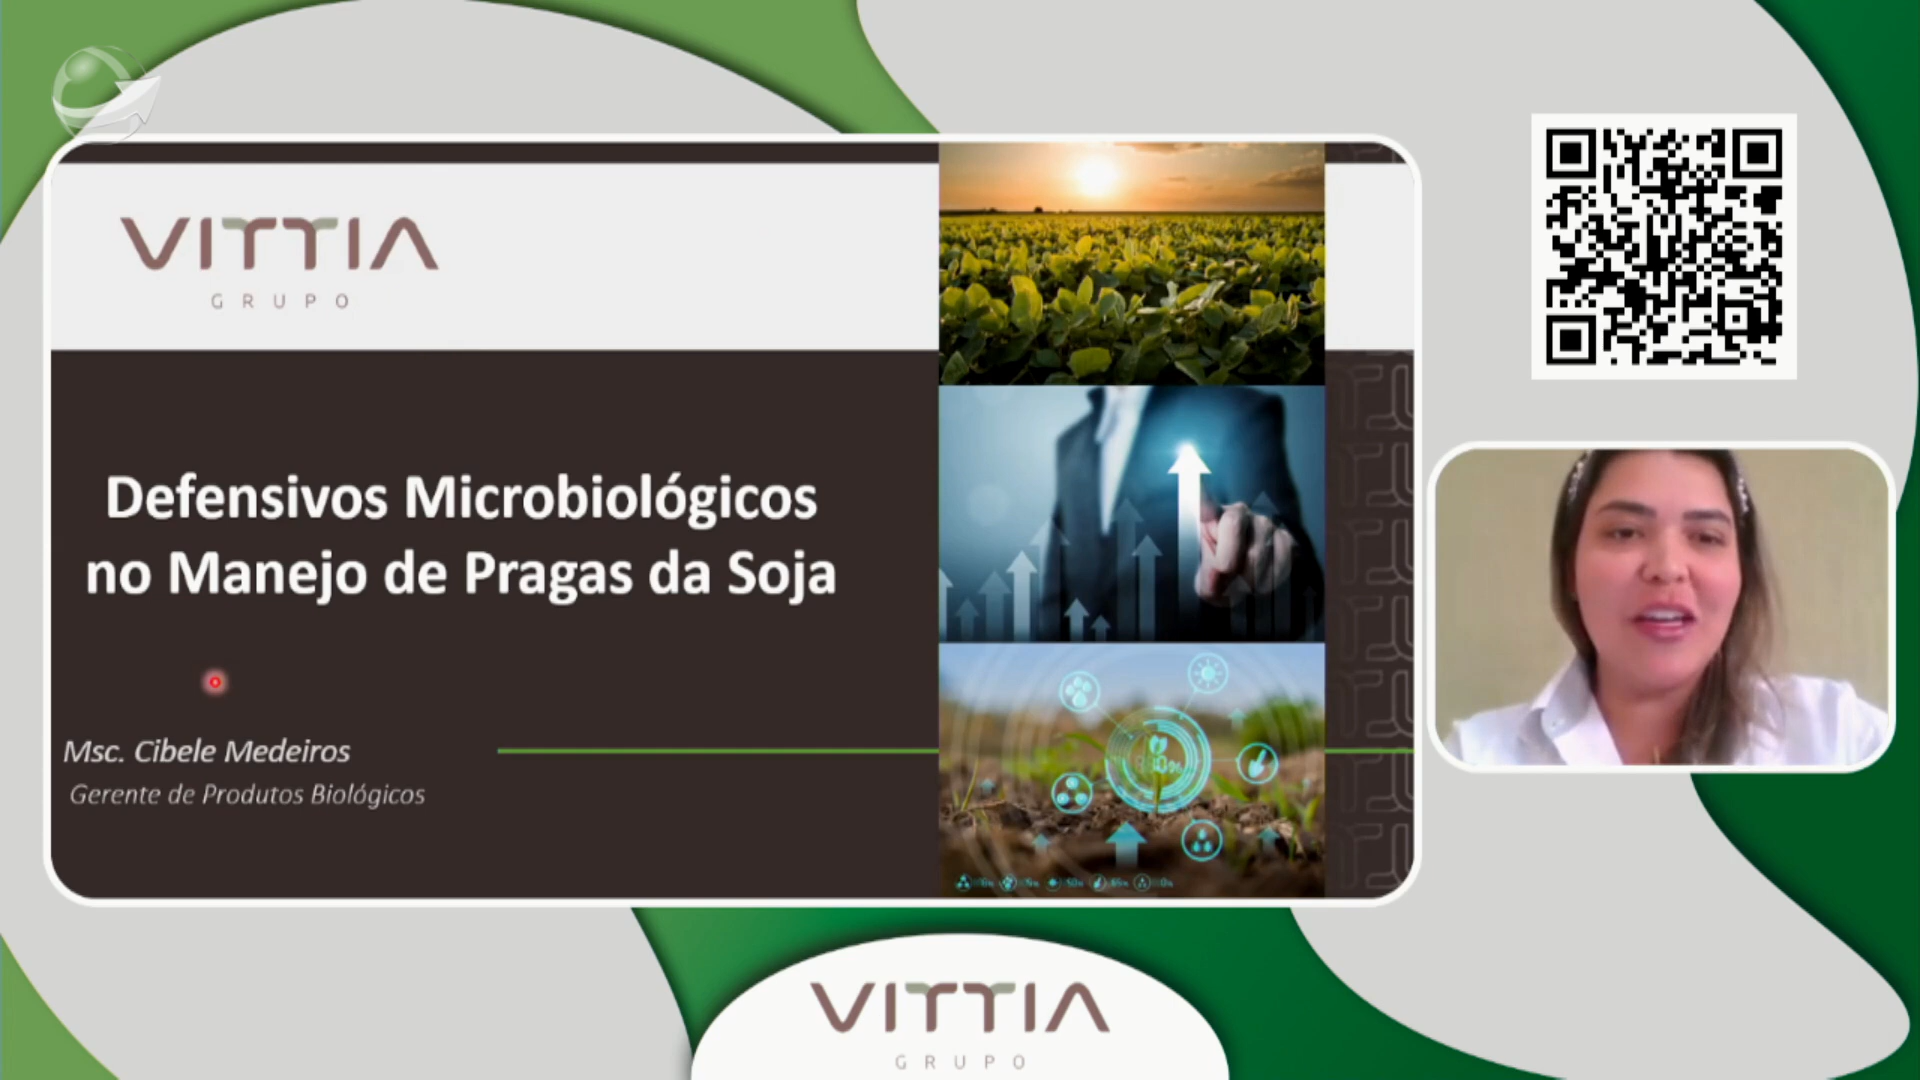 VITTIA
GRUPO
Defensivos Microbiológicos
no Manejo de Pragas da Soja
Msc. Cibele Medeiros
Gerente de Produtos Biológicos
VITTIA
GRUPO